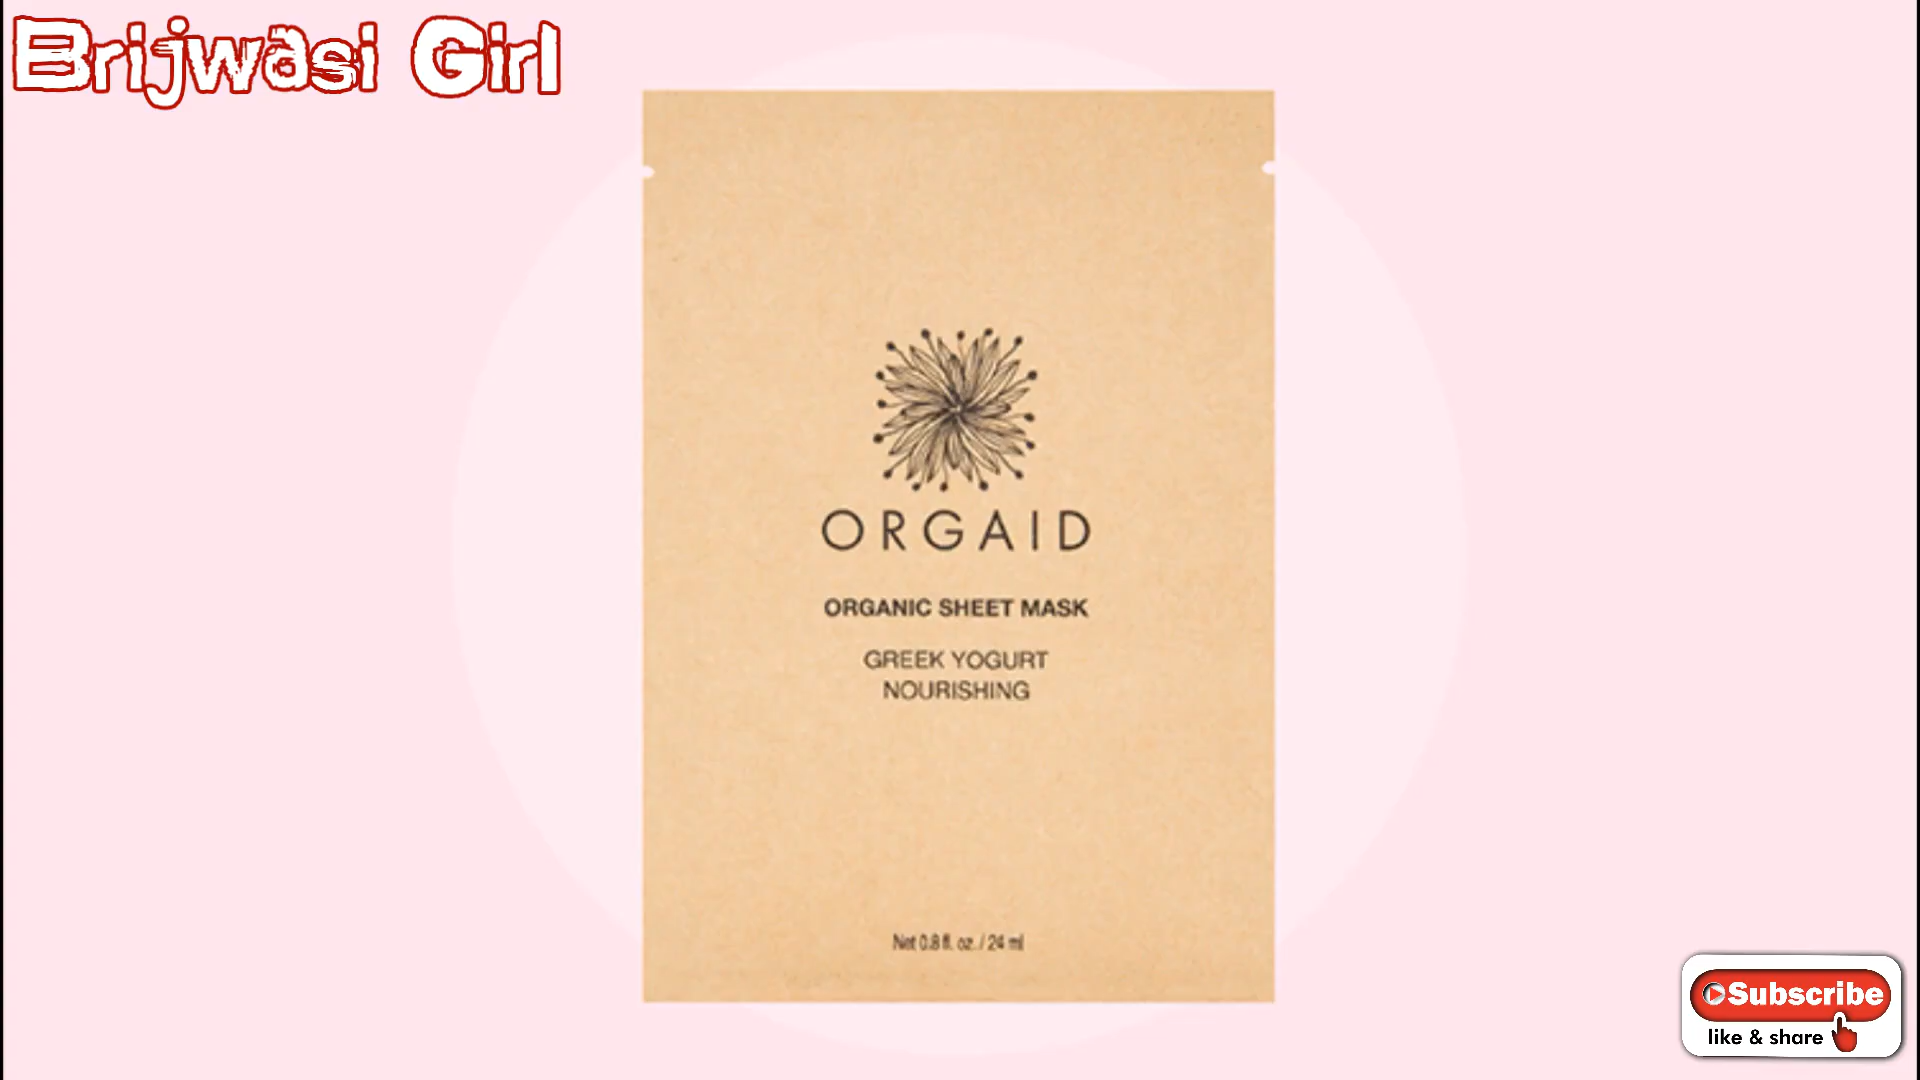 Brijwasi Girl
ORGAID
ORGANIC SHEET MASK
GREEK YOGURT
NOURISHING
Net 0.8 fl. oz. / 24 ml
Subscribe
like & share